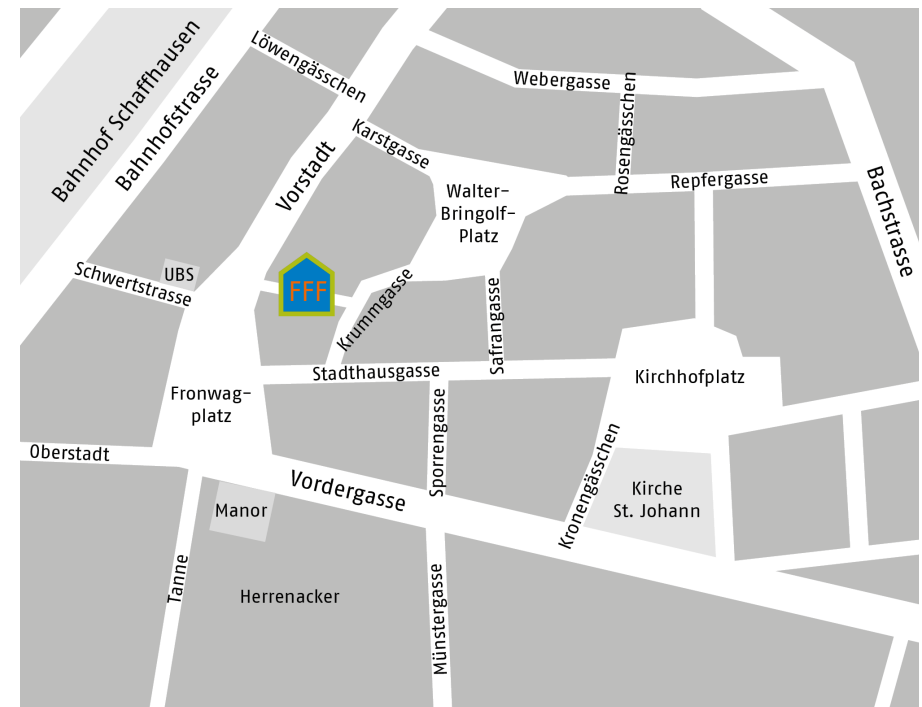 Bahnhof Schaffhausen
Bahnhofstrasse
Löwengässchen
Vorstadt
Karstgasse
Webergasse
Rosengässchen
Repfergasse
Bachstrasse
Walter-
Bringolf-
Platz
Schwertstrasse
UBS
FFF
Krummgasse
Safrangasse
Stadthausgasse
Kirchhofplatz
Fronwag-
platz
Sporrengasse
Kronengässchen
Oberstadt
Vordergasse
Manor
Kirche
St. Johann
Tanne
Herrenacker
Münstergasse